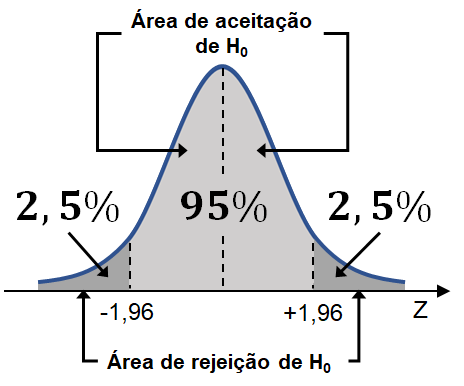 Área de aceitação
de H₀
2,5% 95% 2,5%
-1,96 +1,96 Z
Área de rejeição de H₀